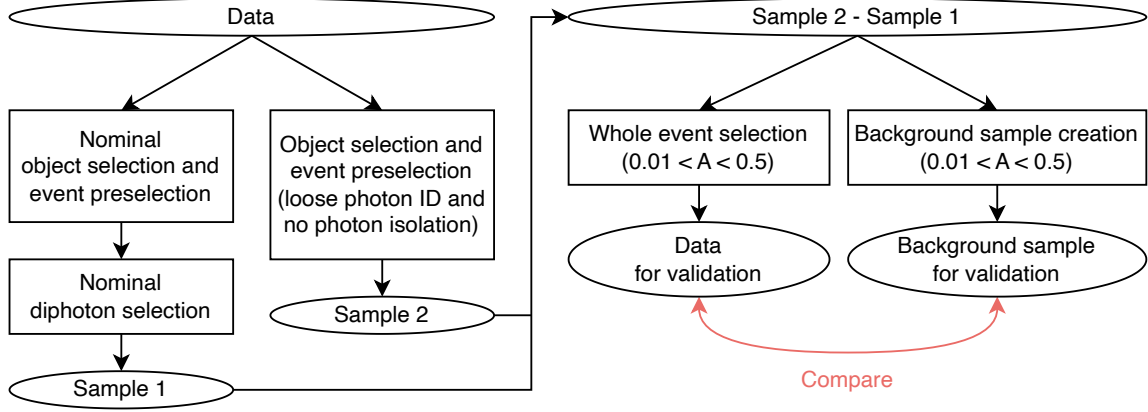 Data
Nominal
object selection and
event preselection
Object selection and
event preselection
(loose photon ID and
no photon isolation)
Nominal
diphoton selection
Sample 2
Sample 1
Sample 2 - Sample 1
Whole event selection
(0.01 < A < 0.5)
Background sample creation
(0.01 < A < 0.5)
Data
for validation
Background sample
for validation
Compare